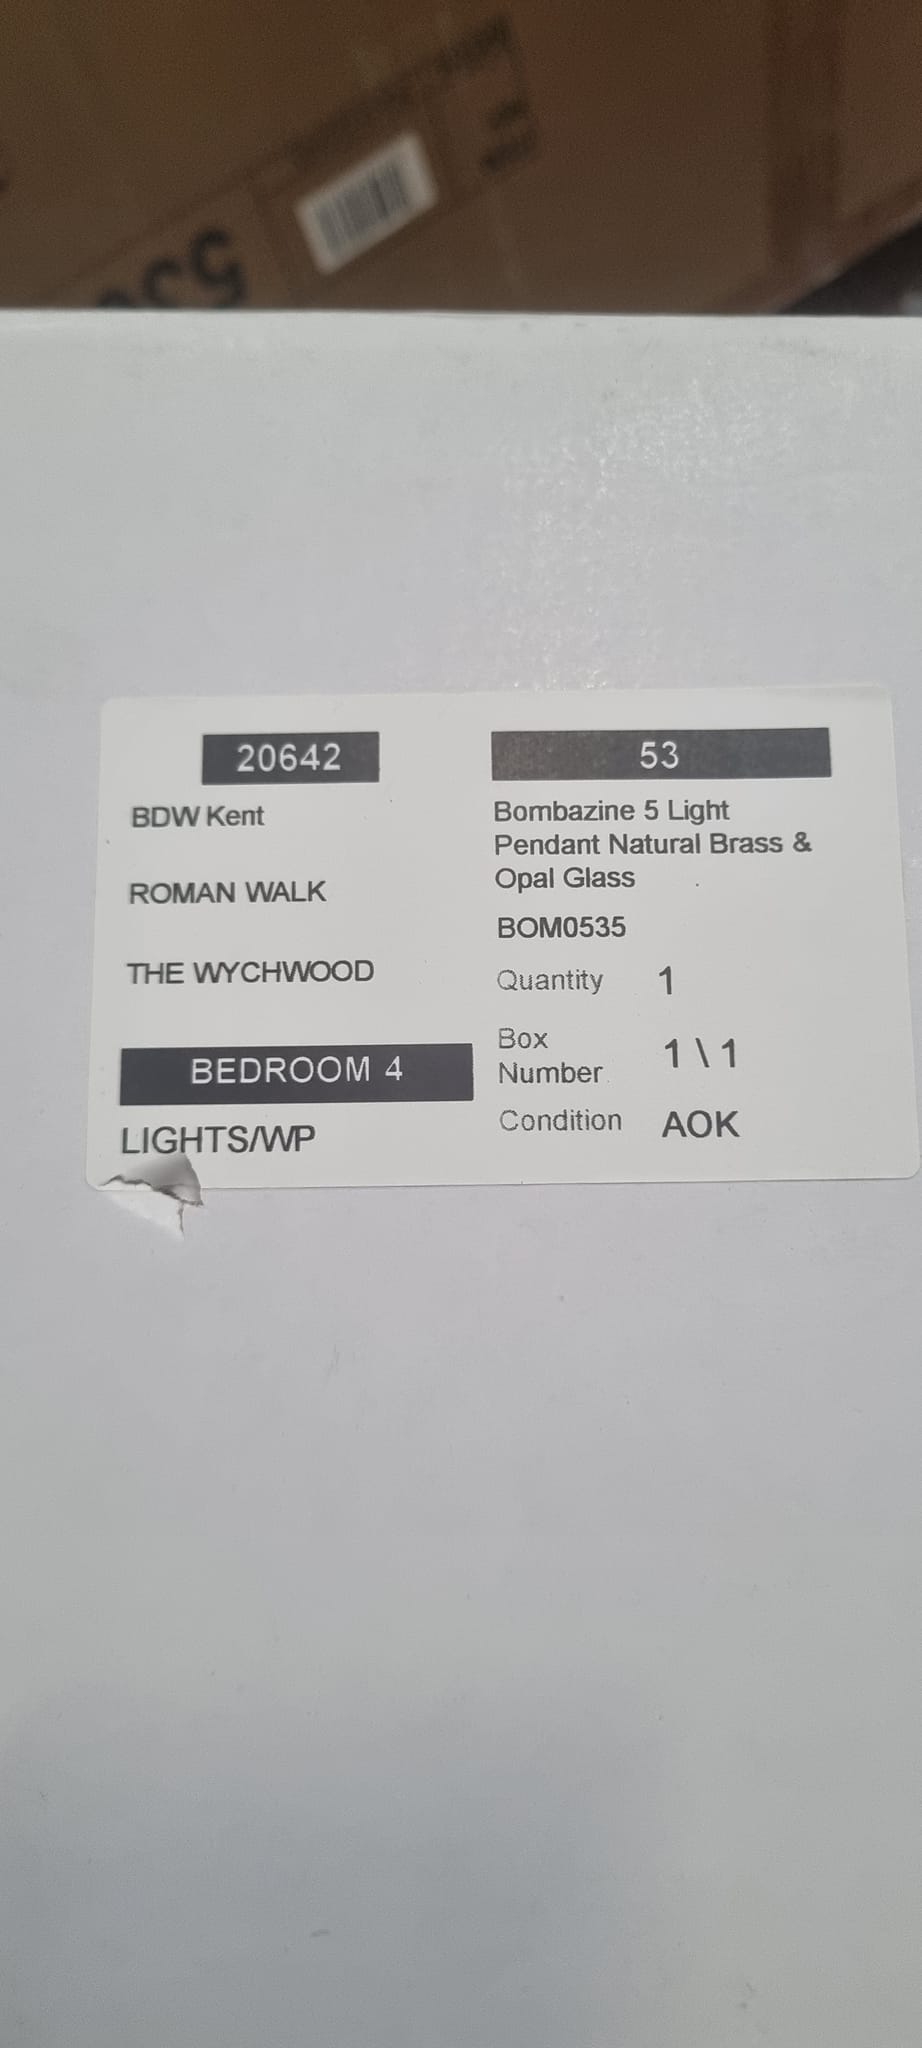 20642
BDW Kent
ROMAN WALK
THE WYCHWOOD
BEDROOM 4
LIGHTS/WP
53
Bombazine 5 Light
Pendant Natural Brass &
Opal Glass
BOM0535
Quantity 1
Box
Number 1 \ 1
Condition AOK